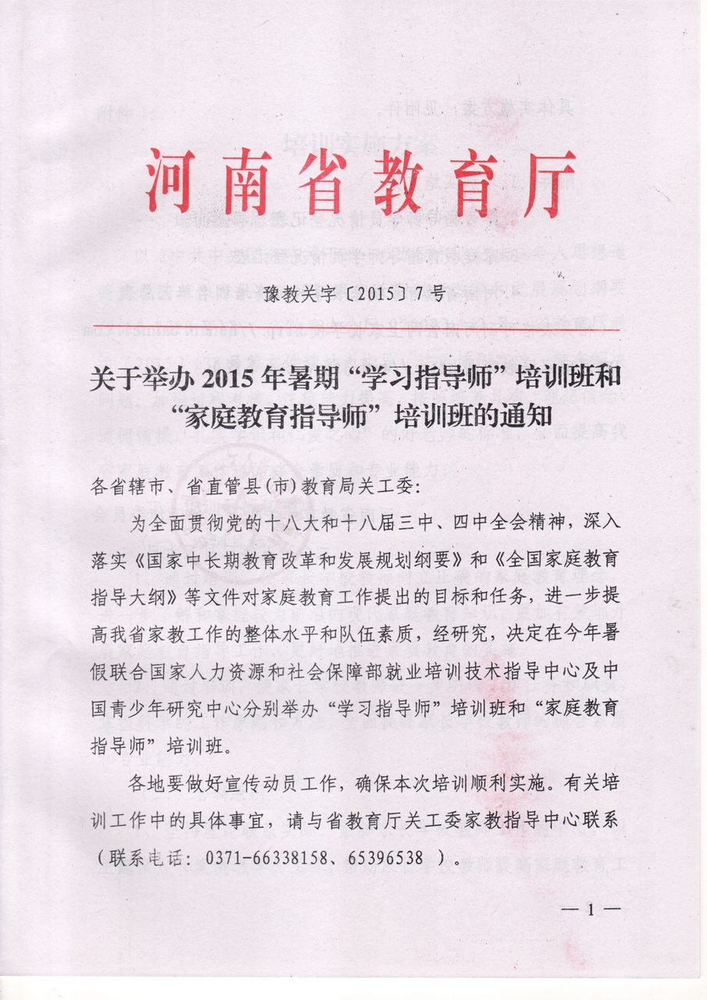 河南省教育厅
豫教关字〔2015〕7号
关于举办 2015 年暑期“学习指导师”培训班和
“家庭教育指导师”培训班的通知
各省辖市、省直管县(市)教育局关工委:
为全面贯彻党的十八大和十八届三中、四中全会精神，深入
落实《国家中长期教育改革和发展规划纲要》和《全国家庭教育
指导大纲》等文件对家庭教育工作提出的目标和任务，进一步提
高我省家教工作的整体水平和队伍素质，经研究，决定在今年暑
假联合国家人力资源和社会保障部就业培训技术指导中心及中
国青少年研究中心分别举办“学习指导师”培训班和“家庭教育
指导师”培训班。
各地要做好宣传动员工作，确保本次培训顺利实施。有关培
训工作中的具体事宜，请与省教育厅关工委家教指导中心联系
（联系电话：0371-66338158、65396538 ）。
— 1 —